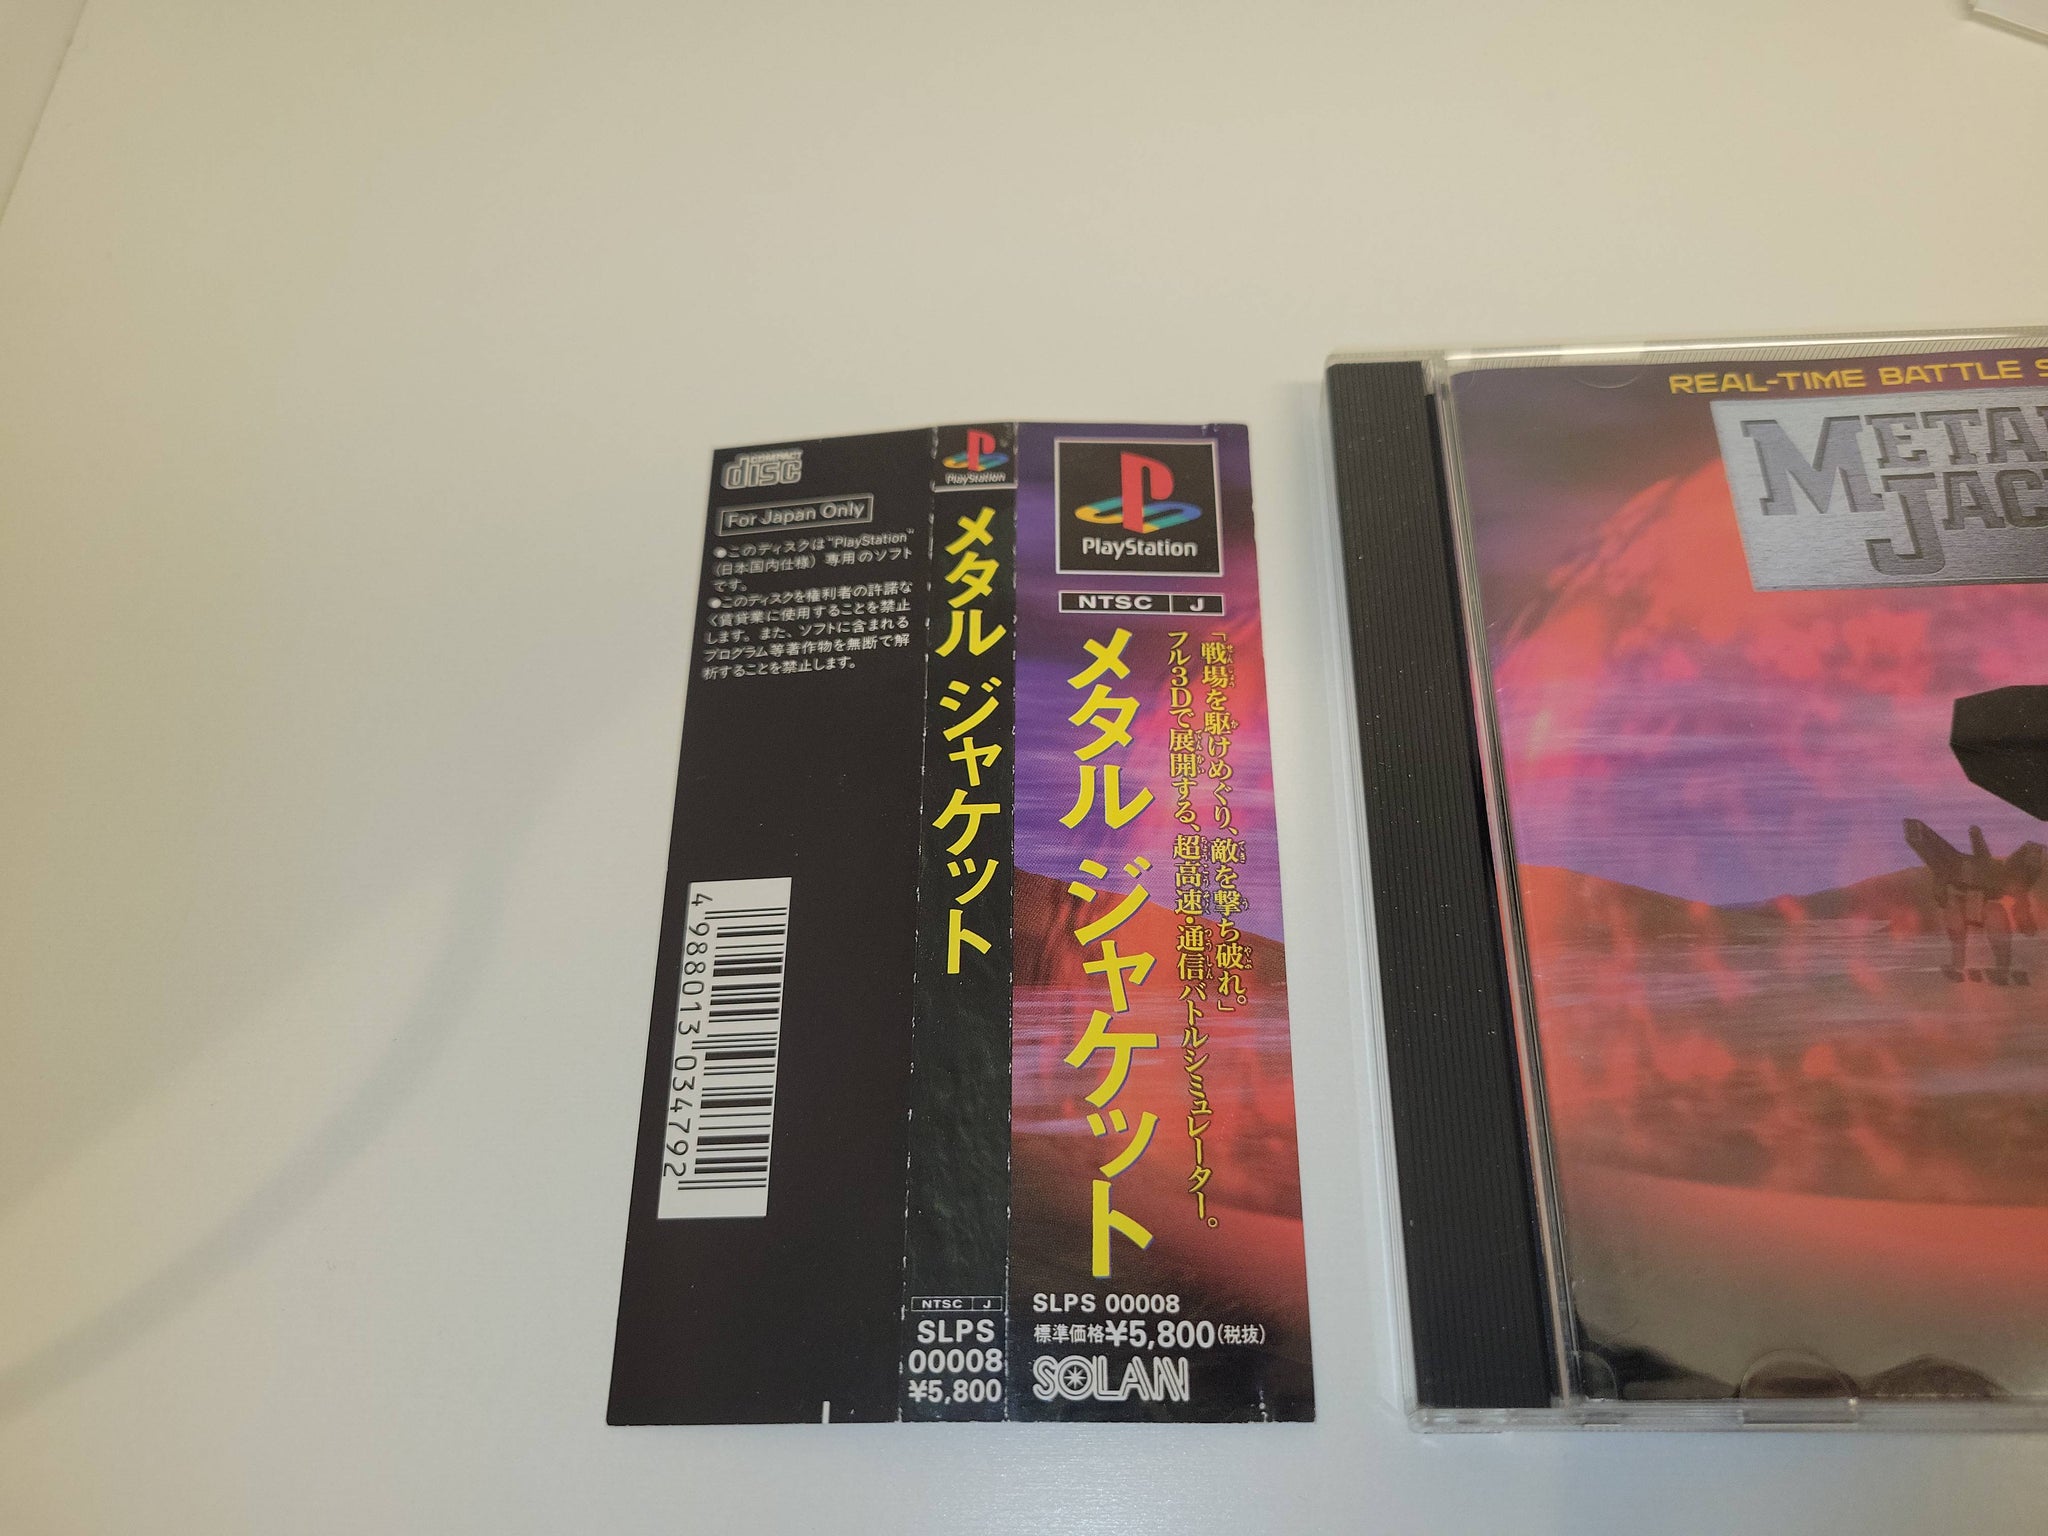 COMPACT
disc
For Japan Only
●このディスクは"PlayStation"
(日本国内仕様)専用のソフト
です。
●このディスクを権利者の許諾な
く賃貸業に使用することを禁止
します。また、ソフトに含まれる
プログラム等著作物を無断で解
析することを禁止します。
4 988013 034792
PlayStation
メタル ジャケット
NTSC J
SLPS
00008
¥5,800
PlayStation
NTSC J
「戦場を駆けめぐり、敵を撃ち破れ。」
フル3Dで展開する、超高速・通信バトルシミュレーター。
メタル ジャケット
SLPS 00008
標準価格¥5,800(税抜)
SOLAN
REAL-TIME BATTLE S
METAL
JAC